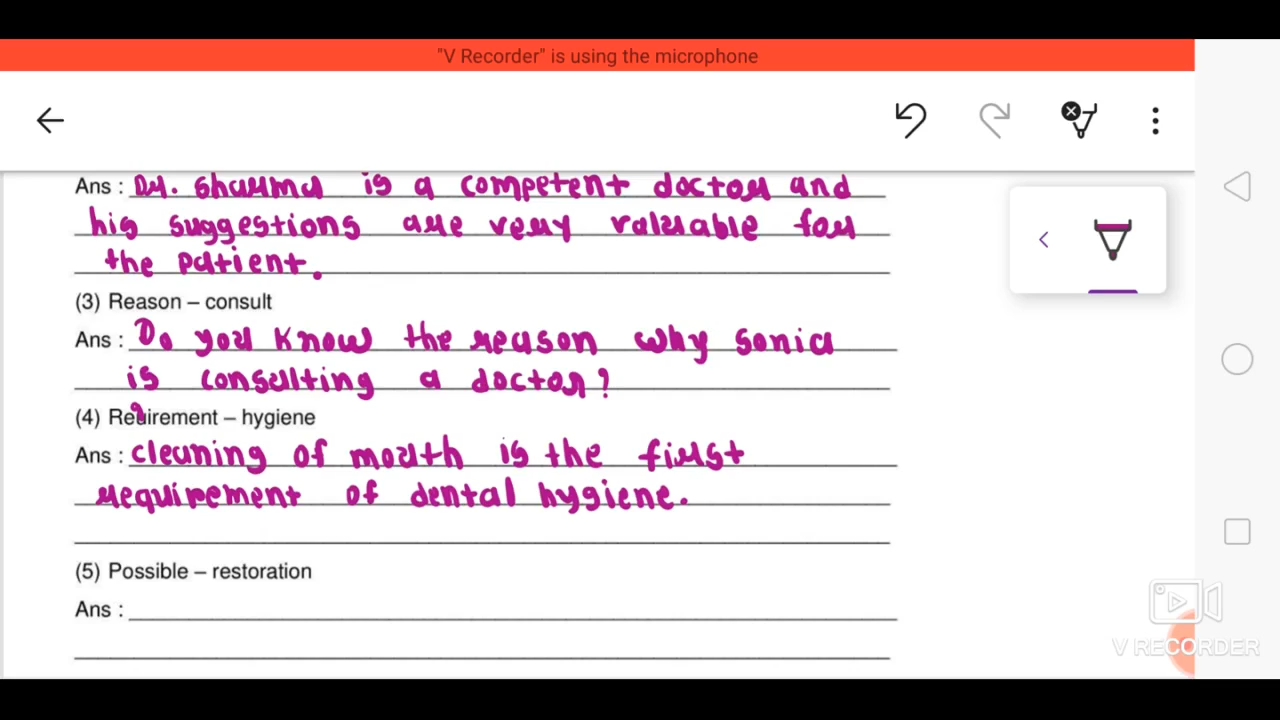 "V Recorder" is using the microphone
Ans : Dr. Sharma is a competent doctor and
his suggestions are very valuable for
the patient.
(3) Reason – consult
Ans : Do you know the reason why Sonia
is consulting a doctor?
(4) Requirement – hygiene
Ans : cleaning of mouth is the first
requirement of dental hygiene.
(5) Possible – restoration
Ans :
V RECORDER